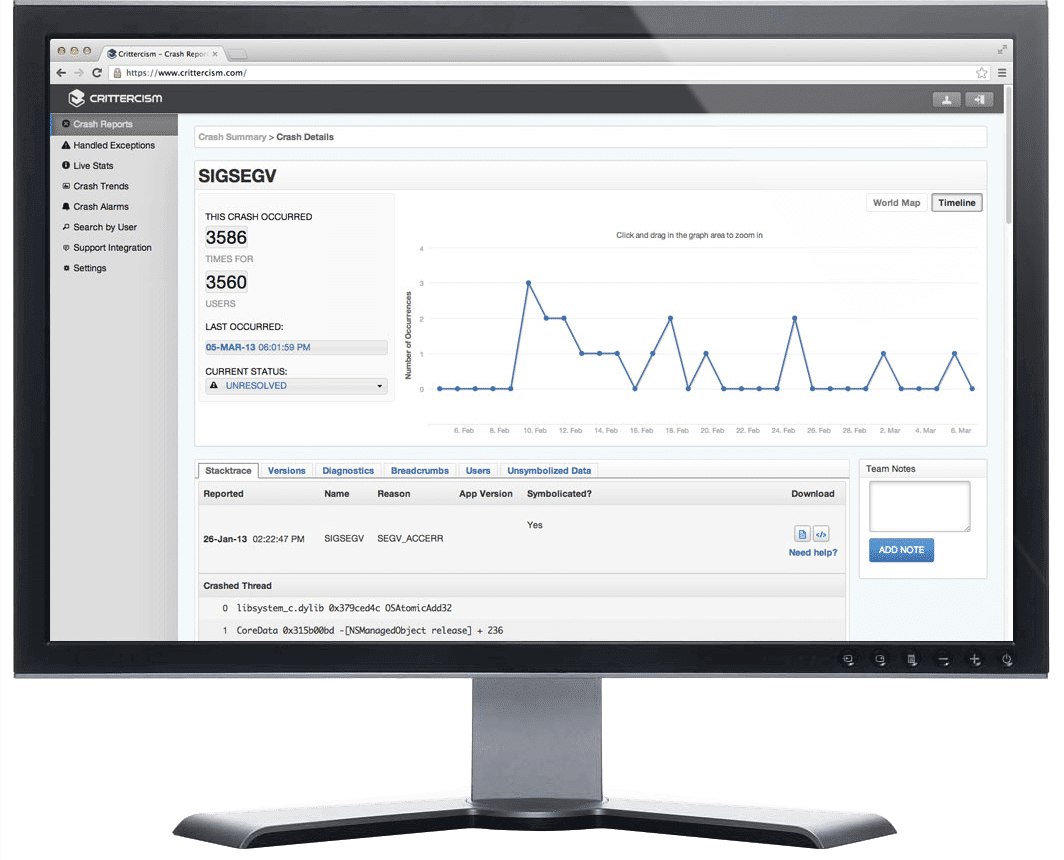 Crittercism - Crash Repor
https://www.crittercism.com/
CRITTERCISM
Crash Reports
Handled Exceptions
Live Stats
Crash Trends
Crash Alarms
Search by User
Support Integration
Settings
Crash Summary > Crash Details
SIGSEGV
THIS CRASH OCCURRED
3586
TIMES FOR
3560
USERS
LAST OCCURRED:
05-MAR-13 06:01:59 PM
CURRENT STATUS:
UNRESOLVED
World Map Timeline
Click and drag in the graph area to zoom in
Number of Occurrences
4
3
2
1
0
6. Feb 8. Feb 10. Feb 12. Feb 14. Feb 16. Feb 18. Feb 20. Feb 22. Feb 24. Feb 26. Feb 28. Feb 2. Mar 4. Mar 6. Mar
Stacktrace Versions Diagnostics Breadcrumbs Users Unsymbolized Data
Reported Name Reason App Version Symbolicated? Download
Yes
26-Jan-13 02:22:47 PM SIGSEGV SEGV_ACCERR
Need help?
Crashed Thread
0 libsystem_c.dylib 0x379ced4c OSAtomicAdd32
1 CoreData 0x315b00bd -[NSManagedObject release] + 236
Team Notes
ADD NOTE